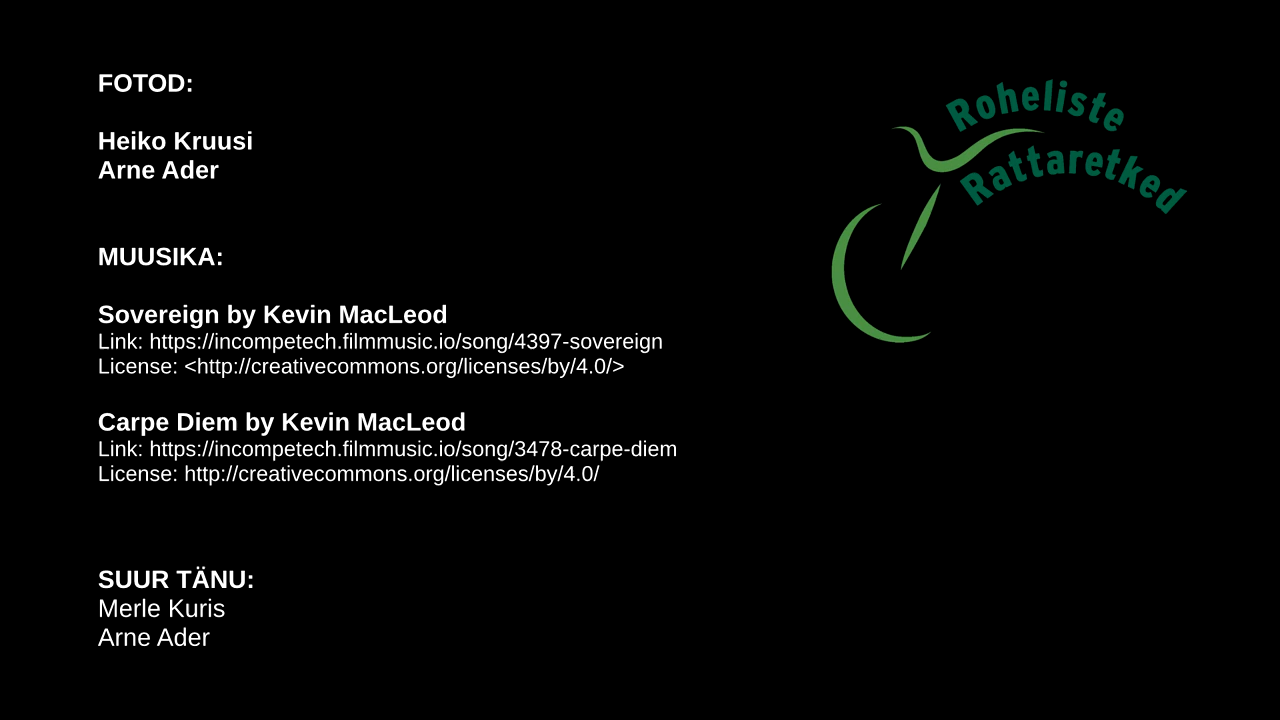 FOTOD:
Heiko Kruusi
Arne Ader
MUUSIKA:
Sovereign by Kevin MacLeod
Link: https://incompetech.filmmusic.io/song/4397-sovereign
License: <http://creativecommons.org/licenses/by/4.0/>
Carpe Diem by Kevin MacLeod
Link: https://incompetech.filmmusic.io/song/3478-carpe-diem
License: http://creativecommons.org/licenses/by/4.0/
SUUR TÄNU:
Merle Kuris
Arne Ader
Roheliste
Rattaretked